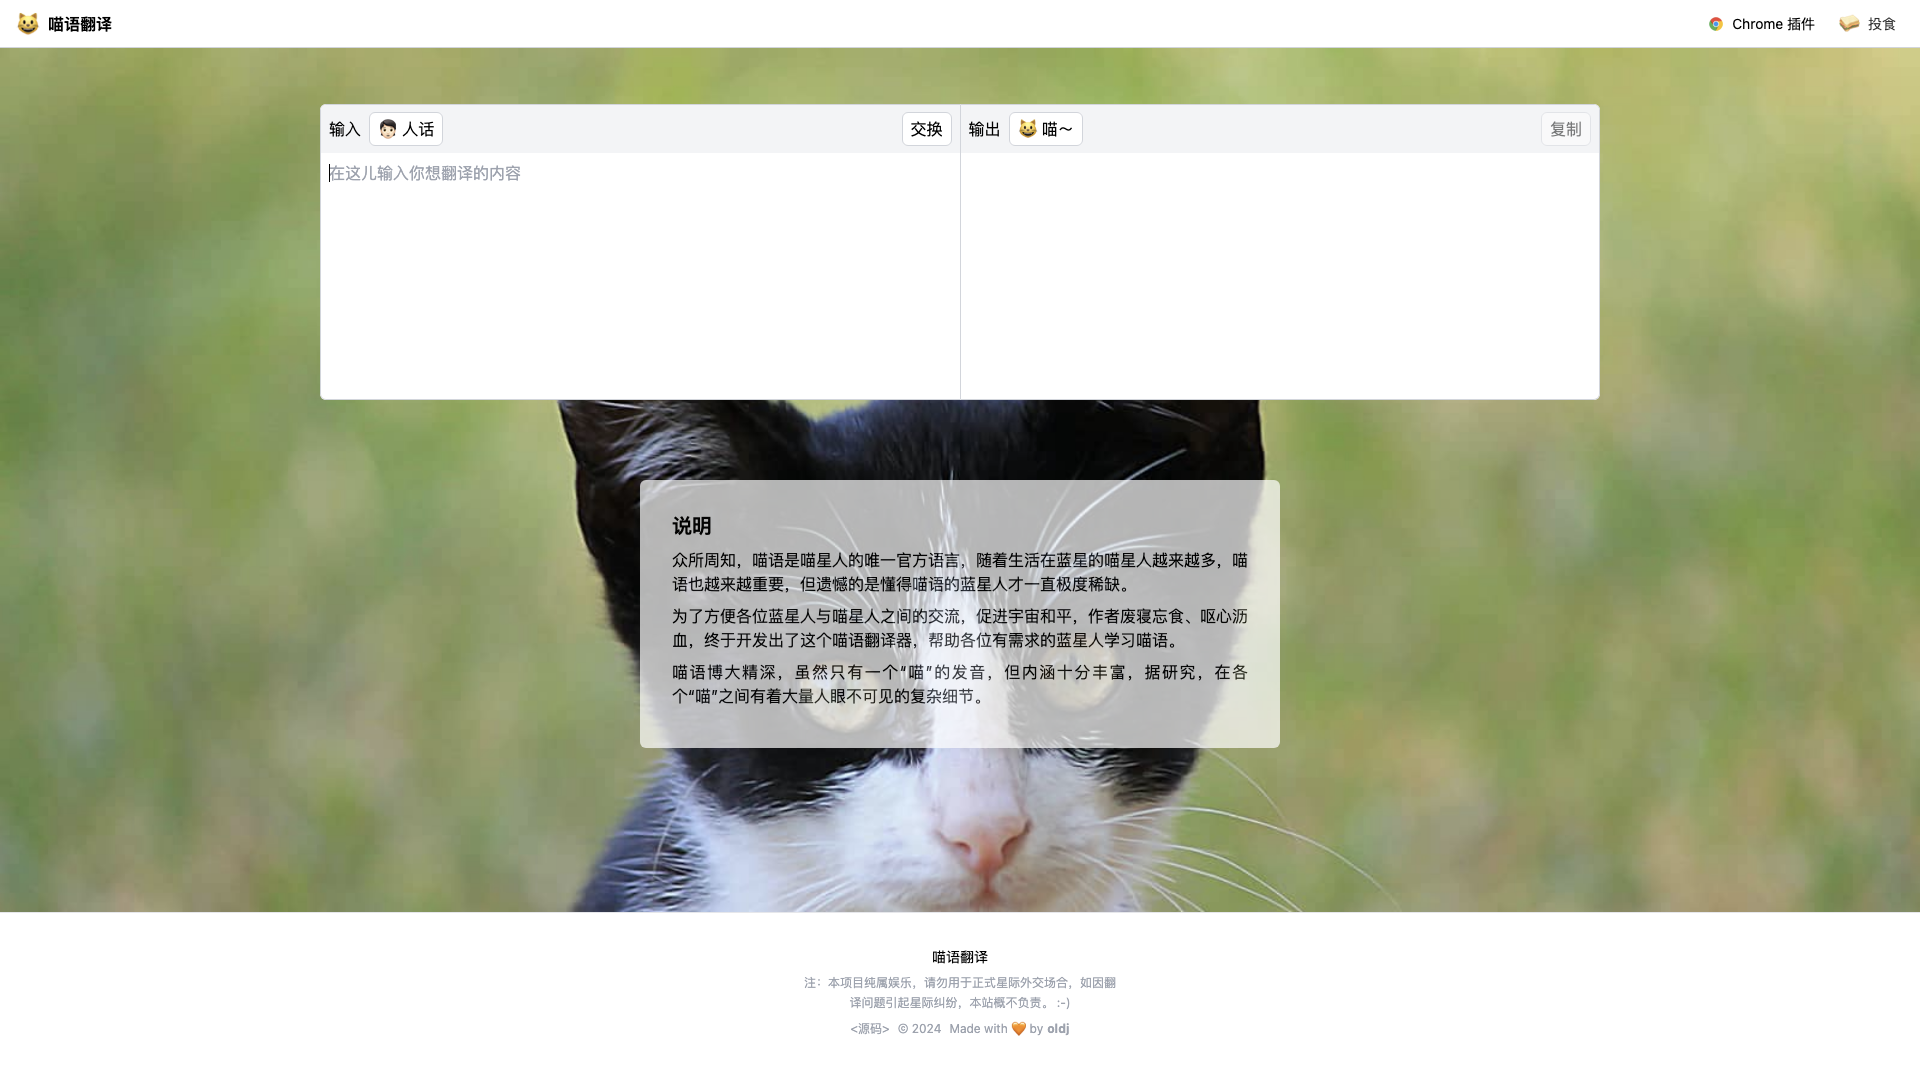 喵语翻译
Chrome 插件
投食
输入
人话
交换
输出
喵～
复制
在这儿输入你想翻译的内容
说明
众所周知，喵语是喵星人的唯一官方语言，随着生活在蓝星的喵星人越来越多，喵
语也越来越重要，但遗憾的是懂得喵语的蓝星人才一直极度稀缺。
为了方便各位蓝星人与喵星人之间的交流，促进宇宙和平，作者废寝忘食、呕心沥
血，终于开发出了这个喵语翻译器，帮助各位有需求的蓝星人学习喵语。
喵语博大精深，虽然只有一个“喵”的发音，但内涵十分丰富，据研究，在各
个“喵”之间有着大量人眼不可见的复杂细节。
喵语翻译
注：本项目纯属娱乐，请勿用于正式星际外交场合，如因翻
译问题引起星际纠纷，本站概不负责。 :-)
<源码> © 2024 Made with 🧡 by oldj